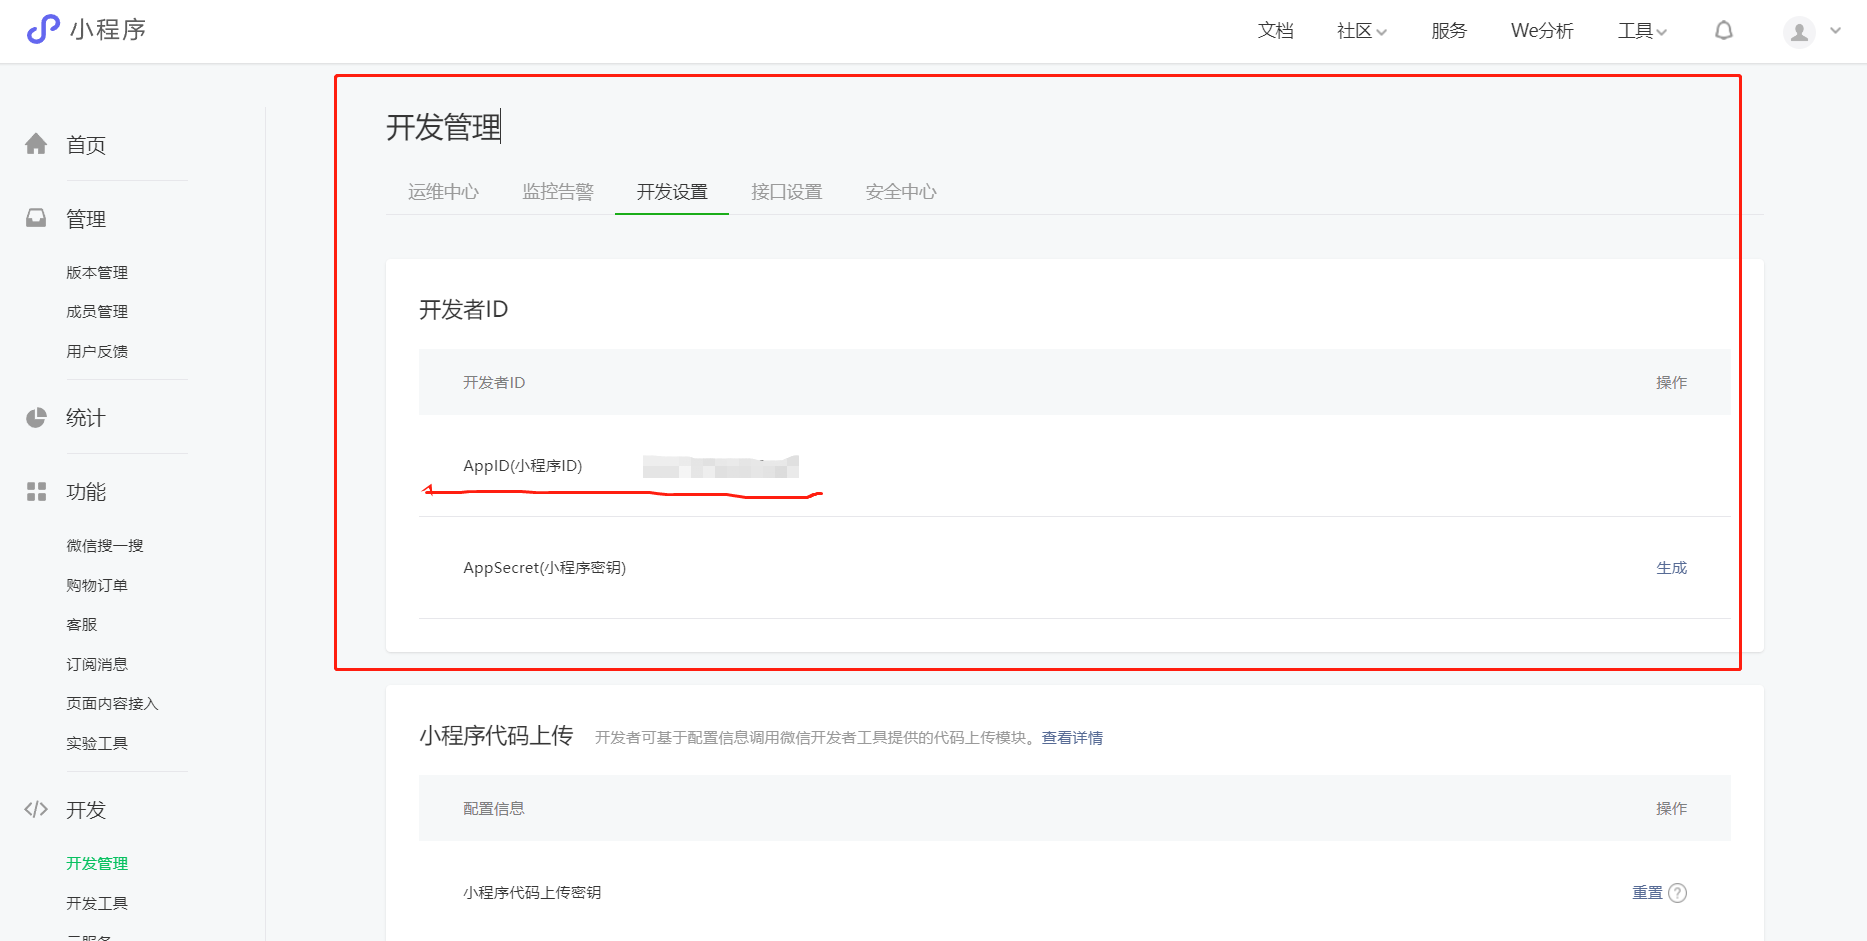 小程序
文档 社区 服务 We分析 工具
首页
管理
版本管理
成员管理
用户反馈
统计
功能
微信搜一搜
购物订单
客服
订阅消息
页面内容接入
实验工具
开发
开发管理
开发工具
云服务
开发管理
运维中心 监控告警 开发设置 接口设置 安全中心
开发者ID
开发者ID 操作
AppID(小程序ID)
AppSecret(小程序密钥) 生成
小程序代码上传 开发者可基于配置信息调用微信开发者工具提供的代码上传模块。查看详情
配置信息 操作
小程序代码上传密钥 重置 ?